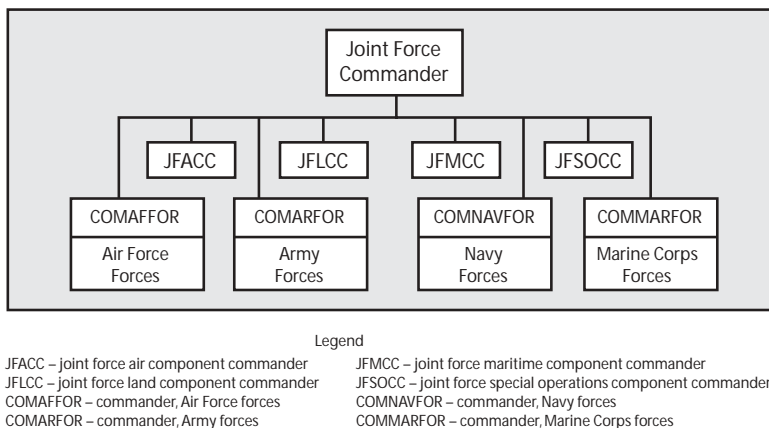 Joint Force
Commander
JFACC
JFLCC
JFMCC
JFSOCC
COMAFFOR
COMARFOR
COMNAVFOR
COMMARFOR
Air Force
Forces
Army
Forces
Navy
Forces
Marine Corps
Forces
Legend
JFACC – joint force air component commander
JFLCC – joint force land component commander
COMAFFOR – commander, Air Force forces
COMARFOR – commander, Army forces
JFMCC – joint force maritime component commander
JFSOCC – joint force special operations component commander
COMNAVFOR – commander, Navy forces
COMMARFOR – commander, Marine Corps forces